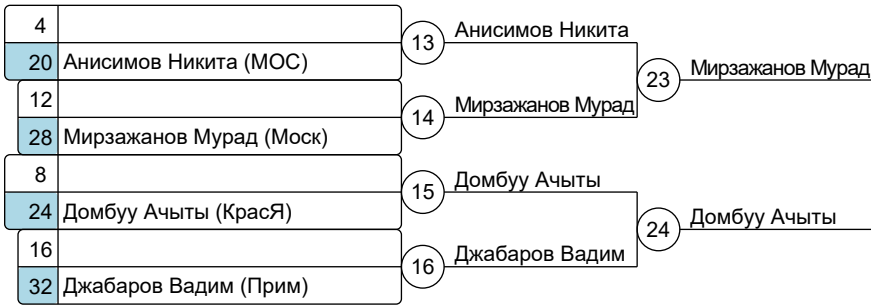 4
20 Анисимов Никита (МОС)
13 Анисимов Никита
12
28 Мирзажанов Мурад (Моск)
14 Мирзажанов Мурад
23 Мирзажанов Мурад
8
24 Домбуу Ачыты (КрасЯ)
15 Домбуу Ачыты
16
32 Джабаров Вадим (Прим)
16 Джабаров Вадим
24 Домбуу Ачыты